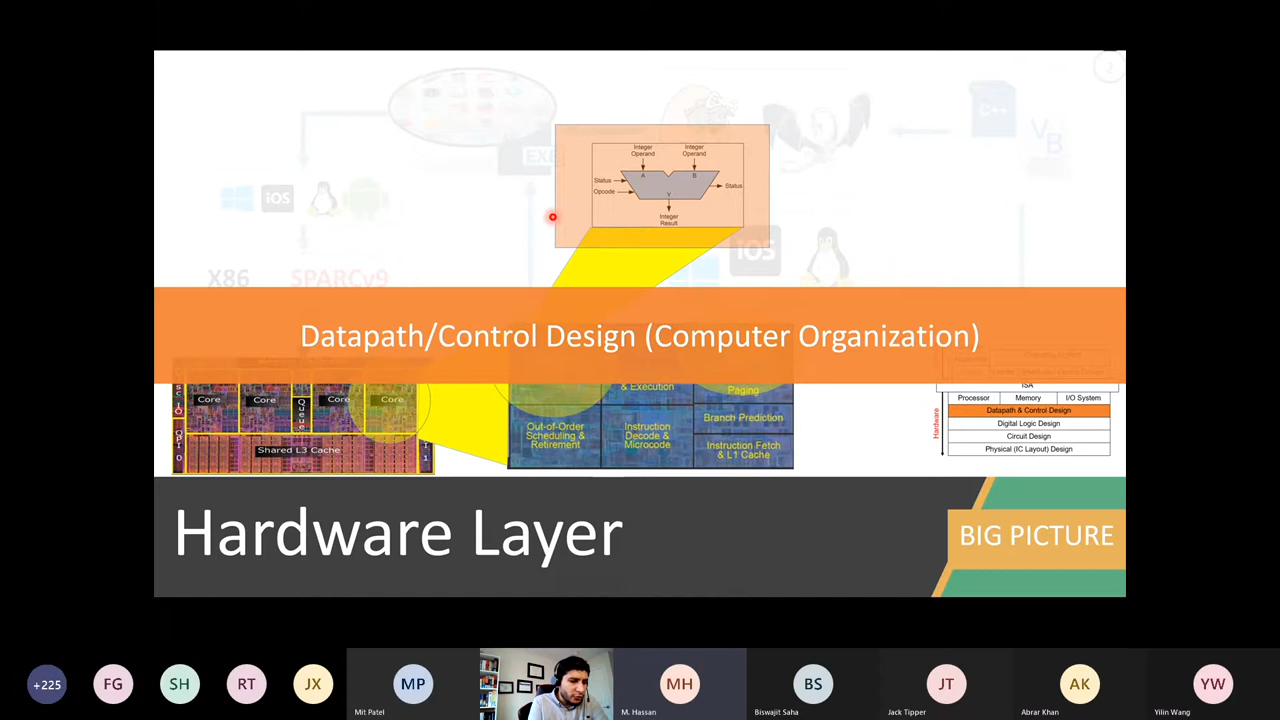 2
C++
VB
EXE
iOS
iOS
X86
SPARCv9
Integer
Operand
Integer
Operand
Status
A
B
Status
Opcode
Y
Integer
Result
Datapath/Control Design (Computer Organization)
Core
Core
Core
Core
Shared L3 Cache
& Execution
Paging
Out-of-Order
Scheduling &
Retirement
Instruction
Decode &
Microcode
Branch Prediction
Instruction Fetch
& L1 Cache
ISA
Processor
Memory
I/O System
Datapath & Control Design
Digital Logic Design
Circuit Design
Physical (IC Layout) Design
Hardware
Hardware Layer
BIG PICTURE
+225
FG
SH
RT
JX
MP
Mit Patel
MH
M. Hassan
BS
Biswajit Saha
JT
Jack Tipper
AK
Abrar Khan
YW
Yilin Wang